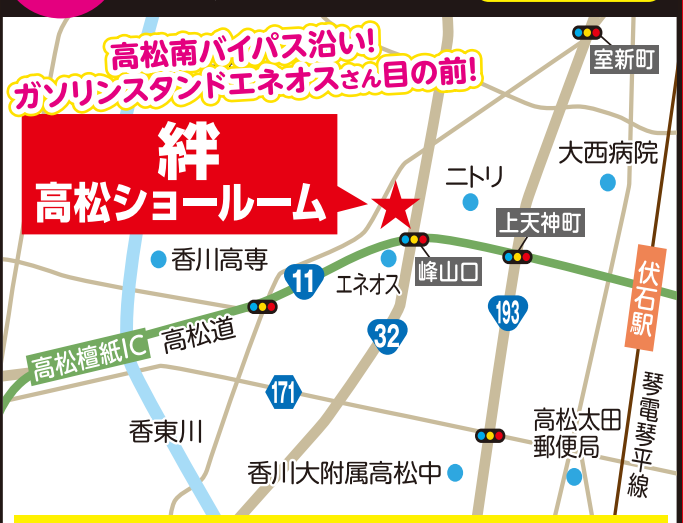 高松南バイパス沿い!
ガソリンスタンドエネオスさん目の前!
絆
高松ショールーム
室新町
大西病院
ニトリ
上天神町
峰山口
香川高専
エネオス
11
伏石駅
193
32
高松檀紙IC
高松道
171
琴電琴平線
香東川
高松太田
郵便局
香川大附属高松中